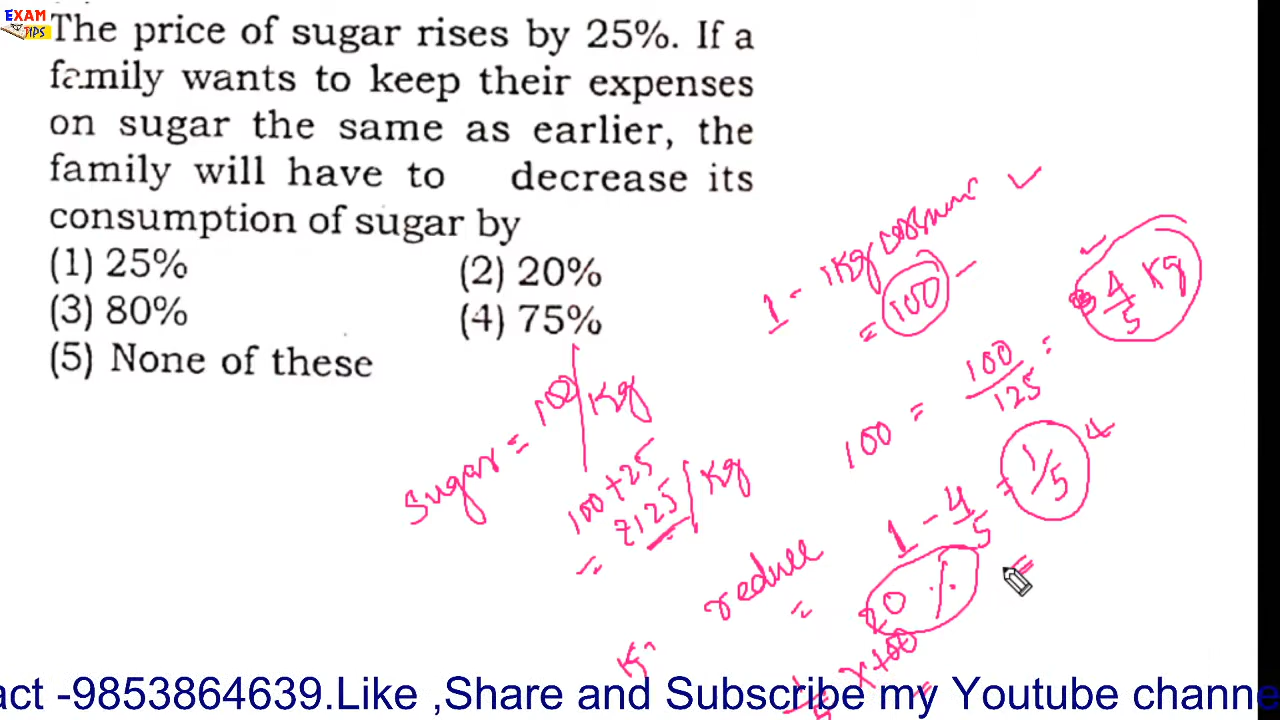 EXAM
TIPS
The price of sugar rises by 25%. If a
family wants to keep their expenses
on sugar the same as earlier, the
family will have to decrease its
consumption of sugar by
(1) 25% (2) 20%
(3) 80% (4) 75%
(5) None of these
1 - 1Kg
= 100
4/5 Kg
100 = 100/125 =
sugar = 100/Kg
100 + 25
= 125/Kg
reduce 1 - 4/5 = 1/5
= 20%
1/5 x 100
act -9853864639.Like ,Share and Subscribe my Youtube channe